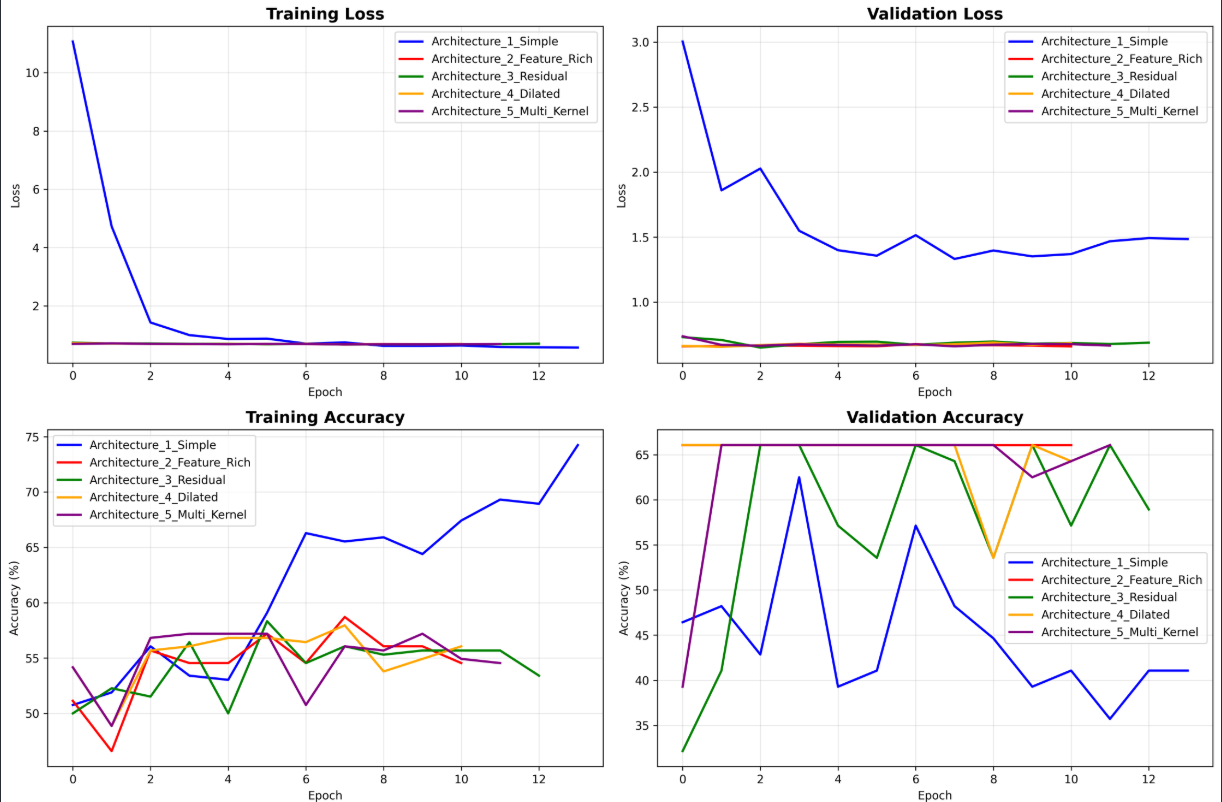 Training Loss
Loss
10
8
6
4
2
0
2
4
6
8
10
12
Epoch
Architecture_1_Simple
Architecture_2_Feature_Rich
Architecture_3_Residual
Architecture_4_Dilated
Architecture_5_Multi_Kernel
Validation Loss
Loss
3.0
2.5
2.0
1.5
1.0
0
2
4
6
8
10
12
Epoch
Architecture_1_Simple
Architecture_2_Feature_Rich
Architecture_3_Residual
Architecture_4_Dilated
Architecture_5_Multi_Kernel
Training Accuracy
Accuracy (%)
75
70
65
60
55
50
0
2
4
6
8
10
12
Epoch
Architecture_1_Simple
Architecture_2_Feature_Rich
Architecture_3_Residual
Architecture_4_Dilated
Architecture_5_Multi_Kernel
Validation Accuracy
Accuracy (%)
65
60
55
50
45
40
35
0
2
4
6
8
10
12
Epoch
Architecture_1_Simple
Architecture_2_Feature_Rich
Architecture_3_Residual
Architecture_4_Dilated
Architecture_5_Multi_Kernel